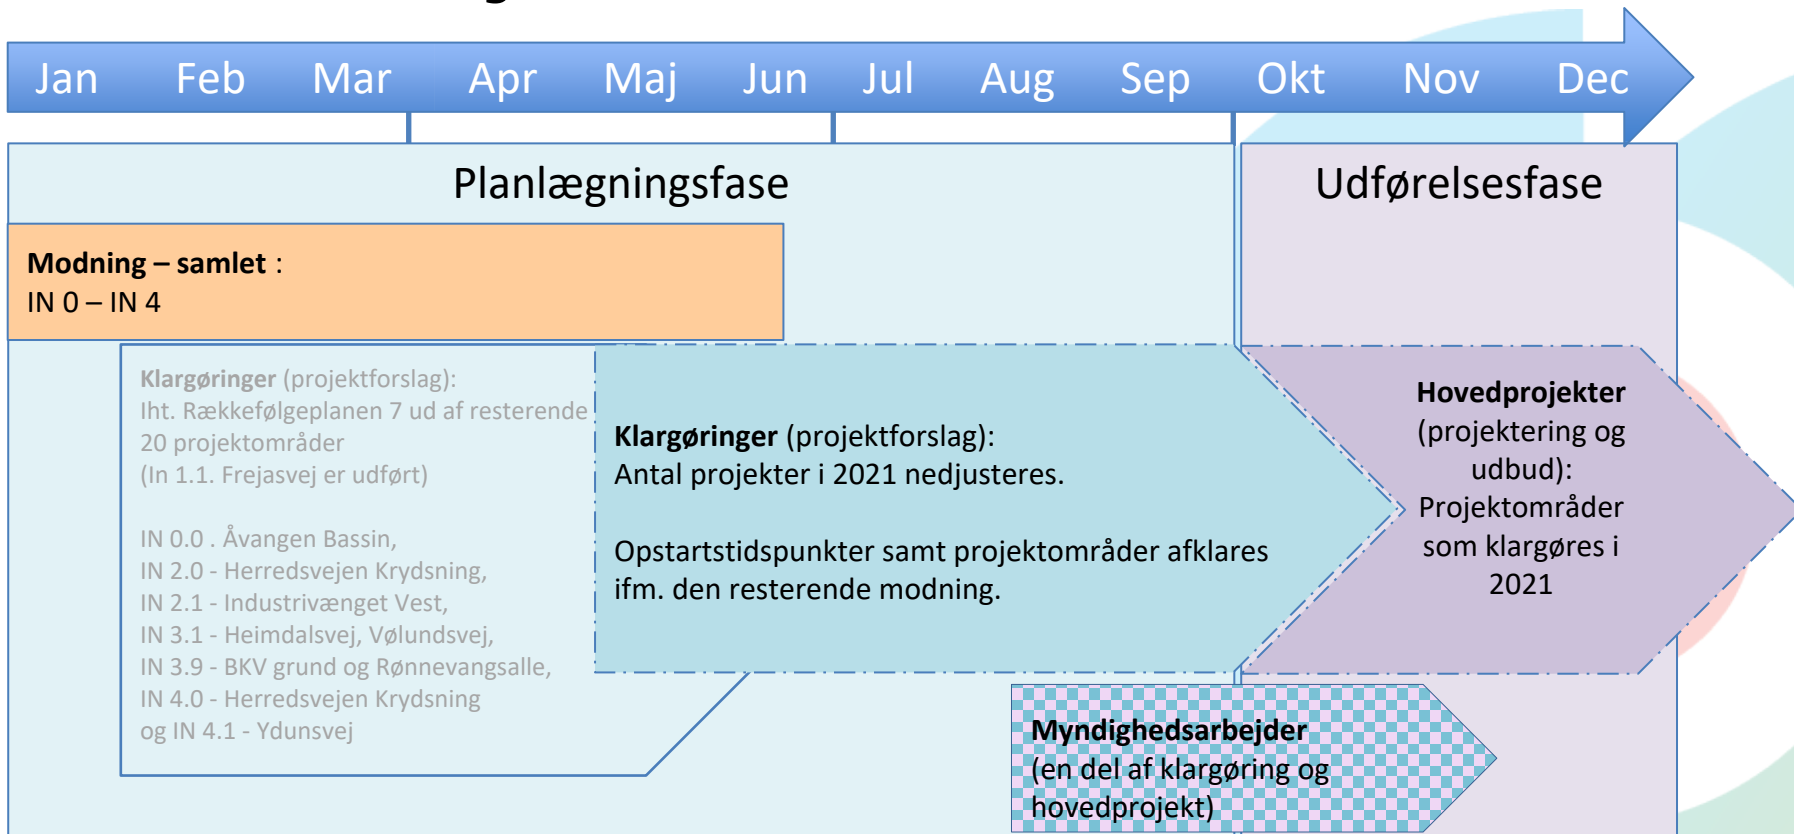 Jan Feb Mar Apr Maj Jun Jul Aug Sep Okt Nov Dec
Planlægningsfase
Udførelsesfase
Modning – samlet :
IN 0 – IN 4
Klargøringer (projektforslag):
Iht. Rækkefølgeplanen 7 ud af resterende
20 projektområder
(In 1.1. Frejasvej er udført)
IN 0.0 . Åvangen Bassin,
IN 2.0 - Herredsvejen Krydsning,
IN 2.1 - Industrivænget Vest,
IN 3.1 - Heimdalsvej, Vølundsvej,
IN 3.9 - BKV grund og Rønnevangsalle,
IN 4.0 - Herredsvejen Krydsning
og IN 4.1 - Ydunsvej
Klargøringer (projektforslag):
Antal projekter i 2021 nedjusteres.
Opstartstidspunkter samt projektområder afklares
ifm. den resterende modning.
Hovedprojekter
(projektering og
udbud):
Projektområder
som klargøres i
2021
Myndighedsarbejder
(en del af klargøring og
hovedprojekt)